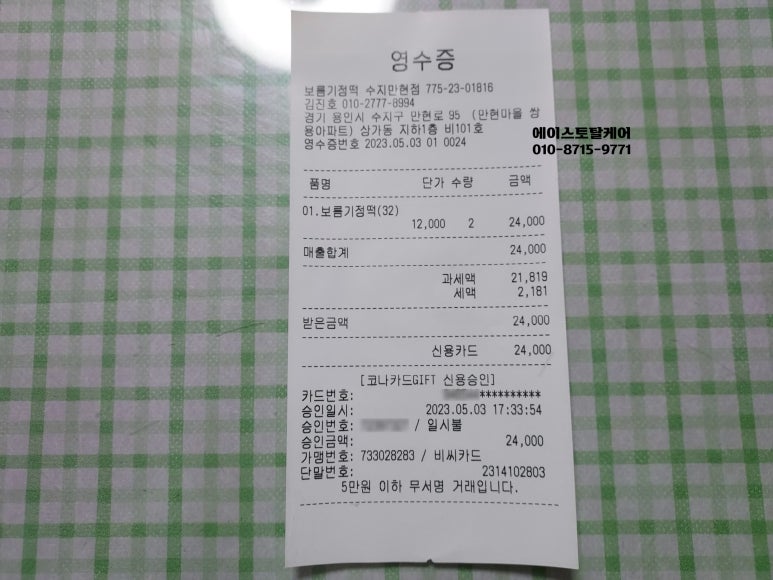 영수증
보름기정떡 수지만현점 775-23-01816
김진호 010-2777-8994
경기 용인시 수지구 만현로 95 (만현마을 쌍
용아파트) 상가동 지하1층 비101호
영수증번호 2023.05.03 01 0024
에이스토탈케어
010-8715-9771
품명 단가 수량 금액
01.보름기정떡(32)
12,000 2 24,000
매출합계 24,000
과세액 21,819
세액 2,181
받은금액 24,000
신용카드 24,000
[코나카드GIFT 신용승인]
카드번호: **********
승인일시: 2023.05.03 17:33:54
승인번호: / 일시불
승인금액: 24,000
가맹번호: 733028283 / 비씨카드
단말번호: 2314102803
5만원 이하 무서명 거래입니다.